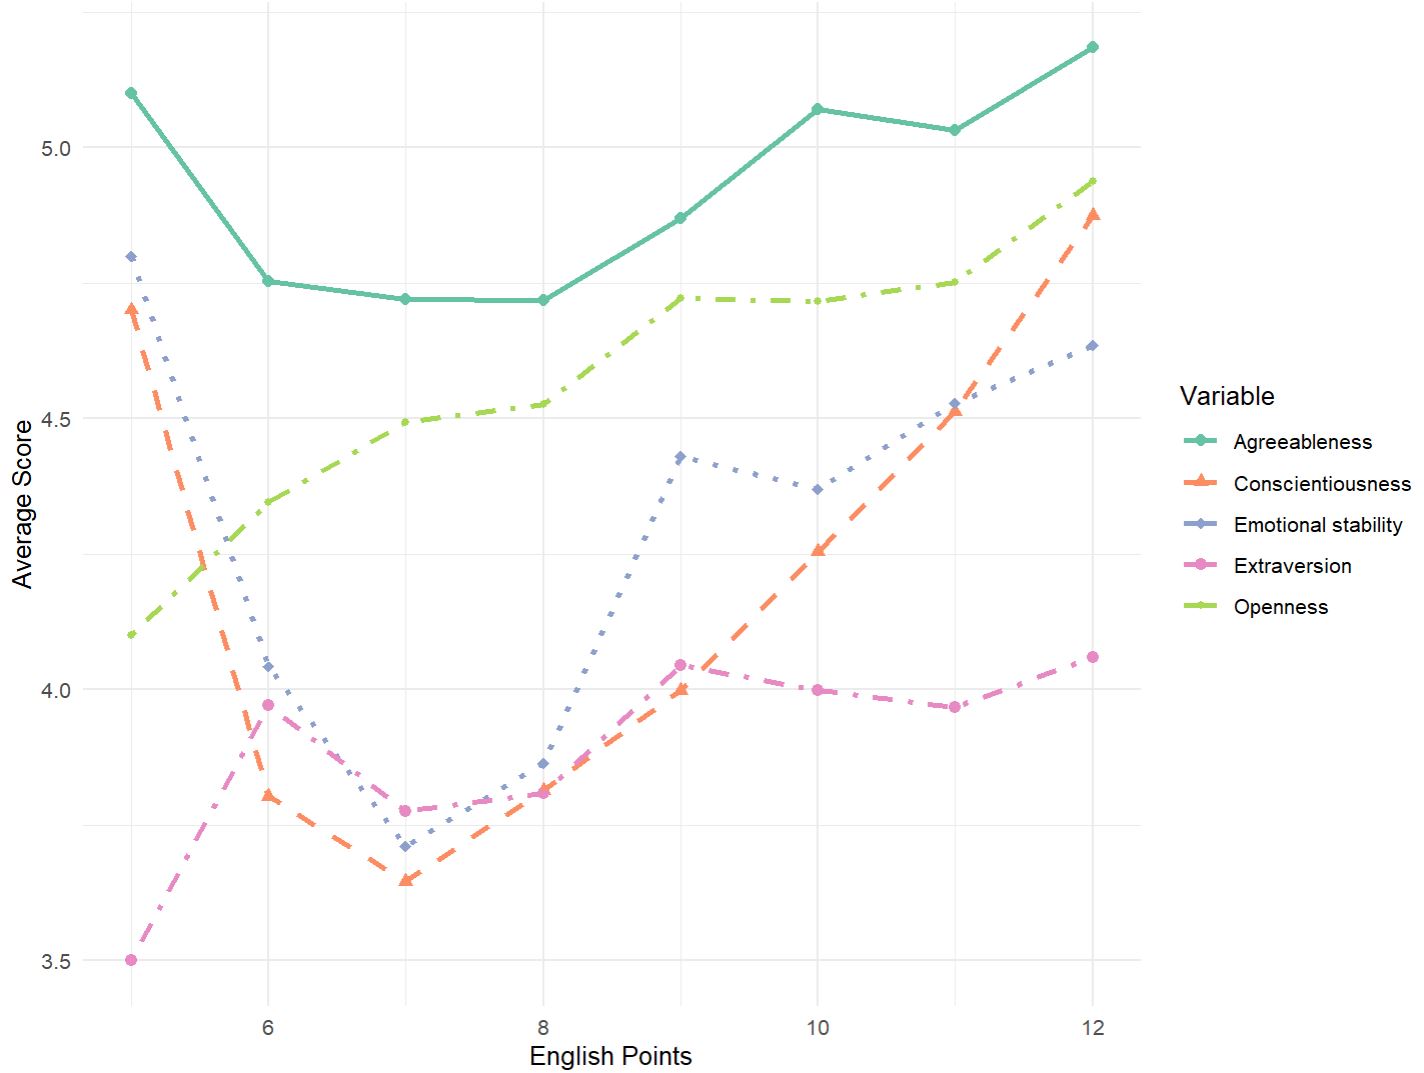 5.0
4.5
4.0
3.5
Average Score
6
8
10
12
English Points
Variable
Agreeableness
Conscientiousness
Emotional stability
Extraversion
Openness